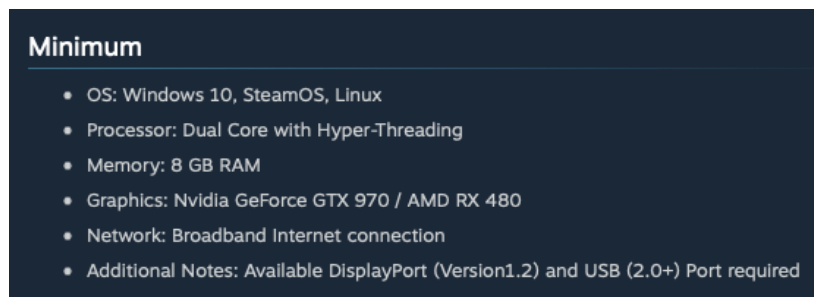 Minimum
• OS: Windows 10, SteamOS, Linux
• Processor: Dual Core with Hyper-Threading
• Memory: 8 GB RAM
• Graphics: Nvidia GeForce GTX 970 / AMD RX 480
• Network: Broadband Internet connection
• Additional Notes: Available DisplayPort (Version1.2) and USB (2.0+) Port required